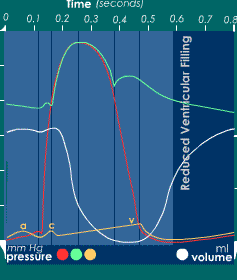 Time (seconds)
0 0.1 0.2 0.3 0.4 0.5 0.6 0.7 0.8
Reduced Ventricular Filling
a c v
mm Hg ml
pressure volume